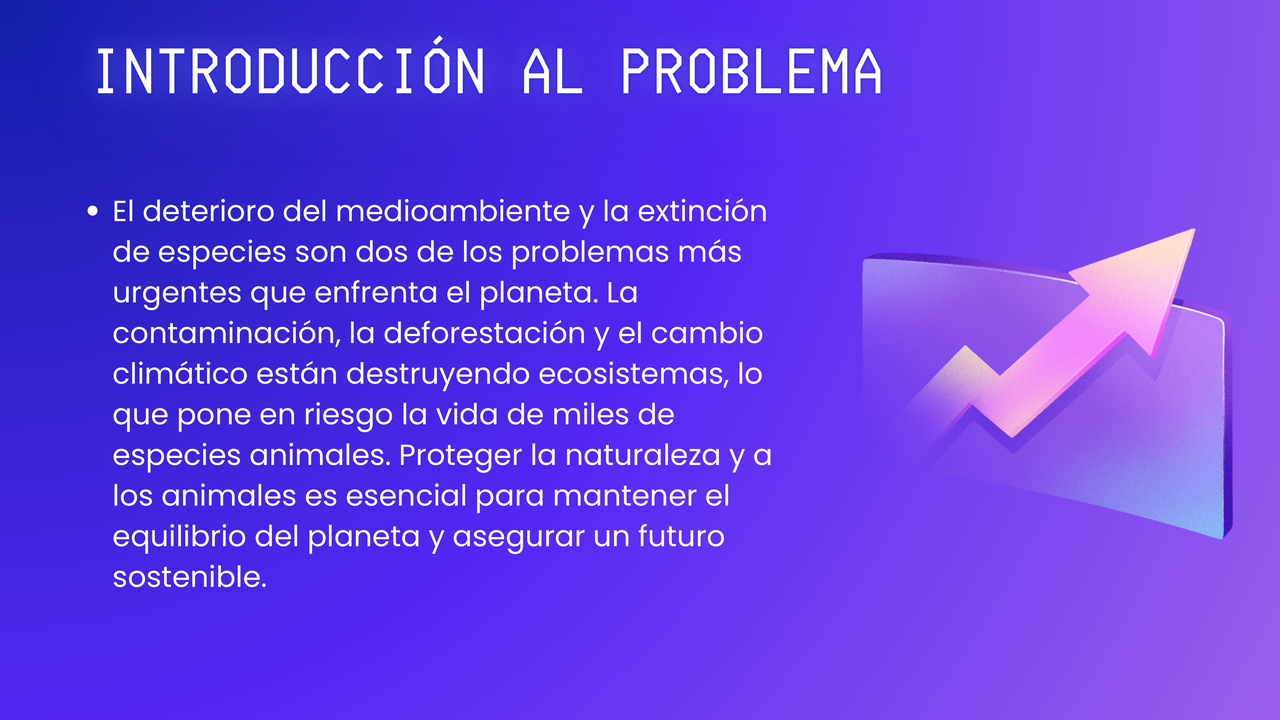 INTRODUCCIÓN AL PROBLEMA
• El deterioro del medioambiente y la extinción
de especies son dos de los problemas más
urgentes que enfrenta el planeta. La
contaminación, la deforestación y el cambio
climático están destruyendo ecosistemas, lo
que pone en riesgo la vida de miles de
especies animales. Proteger la naturaleza y a
los animales es esencial para mantener el
equilibrio del planeta y asegurar un futuro
sostenible.